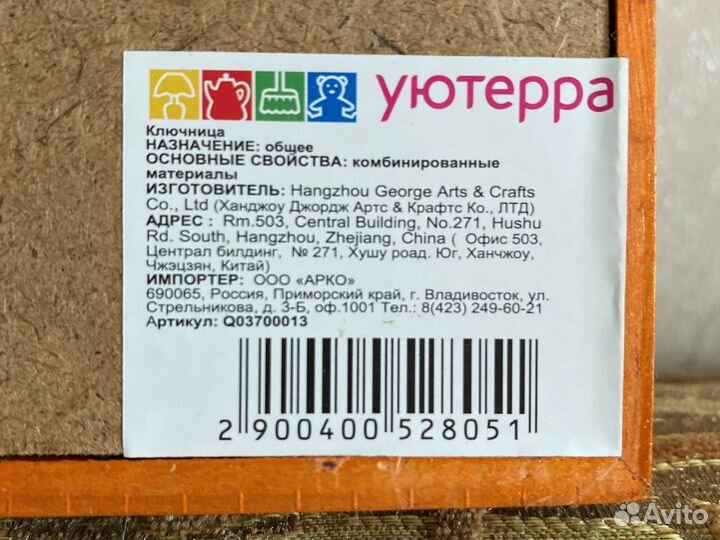 уютерра
Ключница
НАЗНАЧЕНИЕ: общее
ОСНОВНЫЕ СВОЙСТВА: комбинированные
материалы
ИЗГОТОВИТЕЛЬ: Hangzhou George Arts & Crafts
Co., Ltd (Ханджоу Джордж Артс & Крафтс Ко., ЛТД)
АДРЕС : Rm.503, Central Building, No.271, Hushu
Rd. South, Hangzhou, Zhejiang, China ( Офис 503,
Централ билдинг, № 271, Хушу роад. Юг, Ханчжоу,
Чжэцзян, Китай)
ИМПОРТЕР: ООО «АРКО»
690065, Россия, Приморский край, г. Владивосток, ул.
Стрельникова, д. 3-Б, оф.1001 Тел.: 8(423) 249-60-21
Артикул: Q03700013
2 900400 528051
Avito